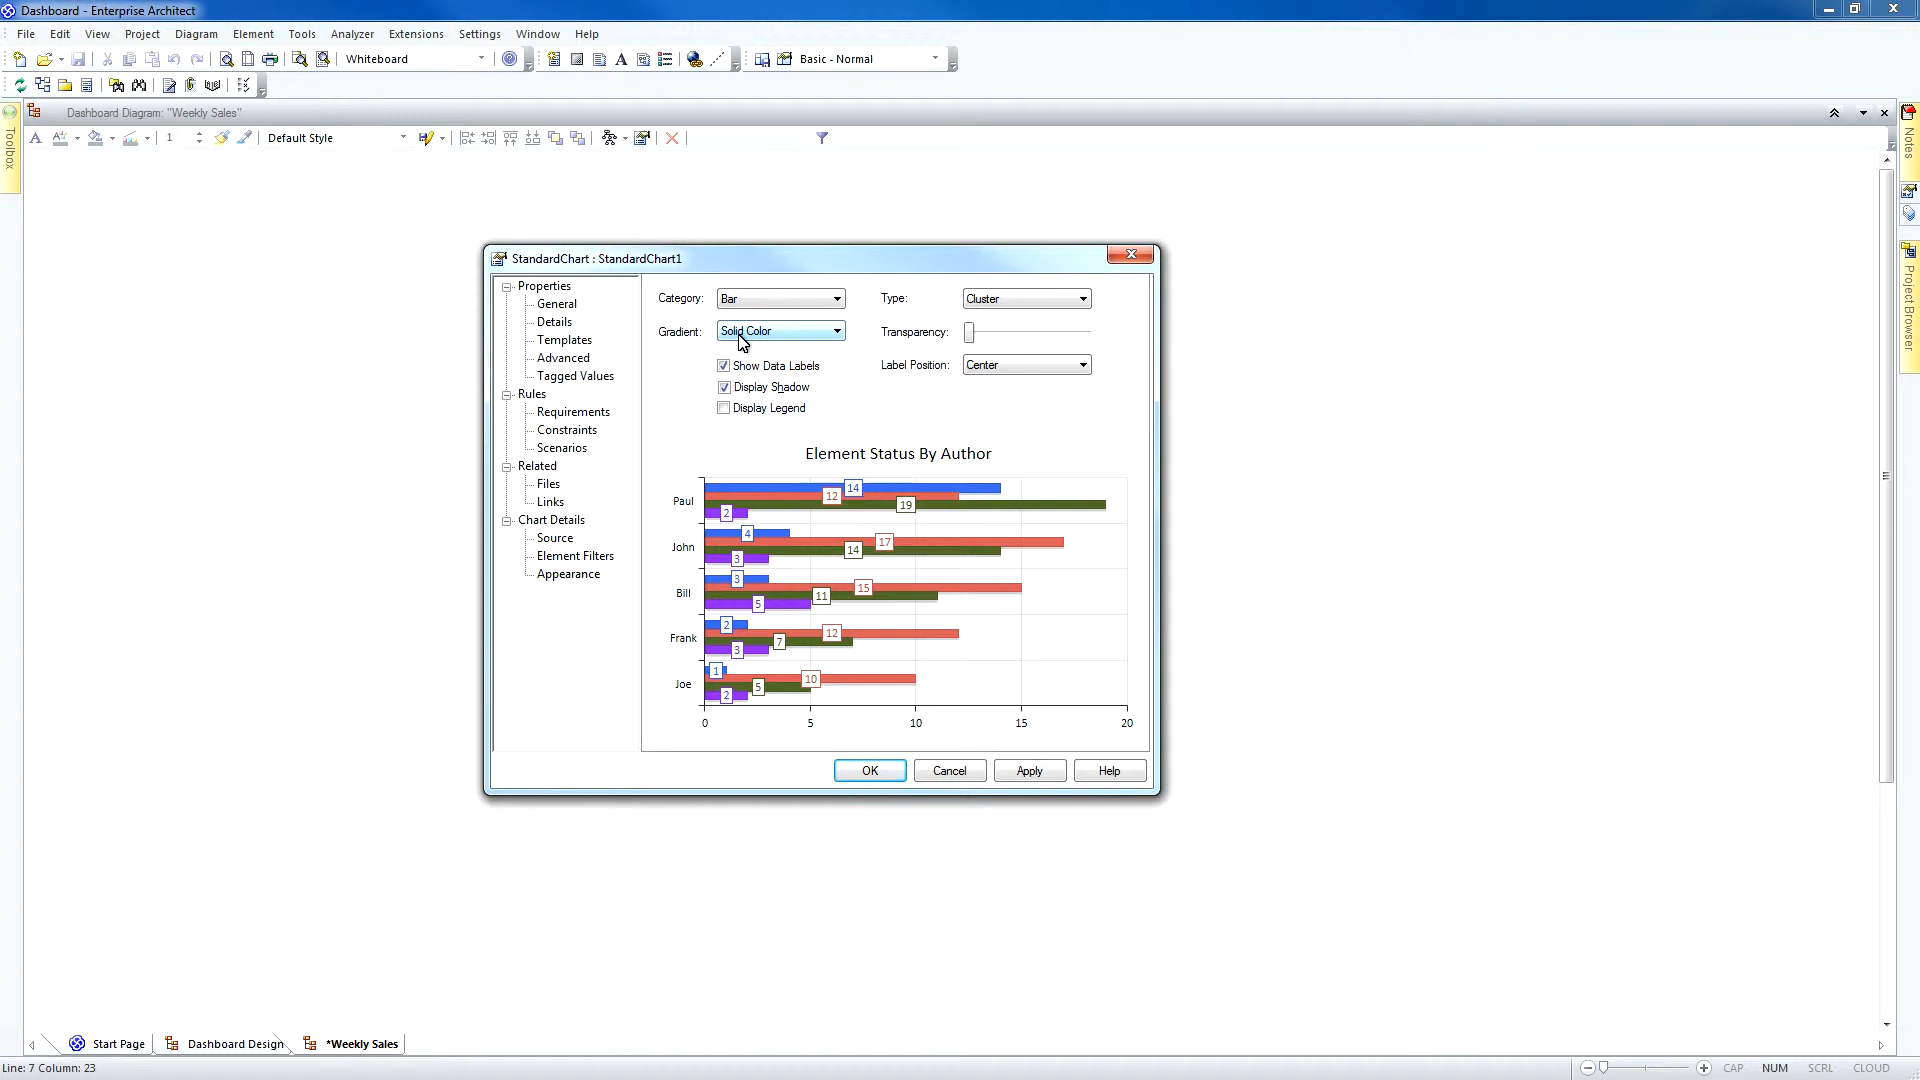 Dashboard - Enterprise Architect
File Edit View Project Diagram Element Tools Analyzer Extensions Settings Window Help
Whiteboard Basic - Normal
Dashboard Diagram: "Weekly Sales"
1 Default Style
Toolbox
Notes
Project Browser
StandardChart : StandardChart1
Properties
General
Details
Templates
Advanced
Tagged Values
Rules
Requirements
Constraints
Scenarios
Related
Files
Links
Chart Details
Source
Element Filters
Appearance
Category: Bar Type: Cluster
Gradient: Solid Color Transparency:
Show Data Labels Label Position: Center
Display Shadow
Display Legend
Element Status By Author
Paul 14 12 19 2
John 4 17 14 3
Bill 3 15 11 5
Frank 2 12 7 3
Joe 1 10 5 2
0 5 10 15 20
OK Cancel Apply Help
Start Page Dashboard Design *Weekly Sales
Line: 7 Column: 23 CAP NUM SCRL CLOUD